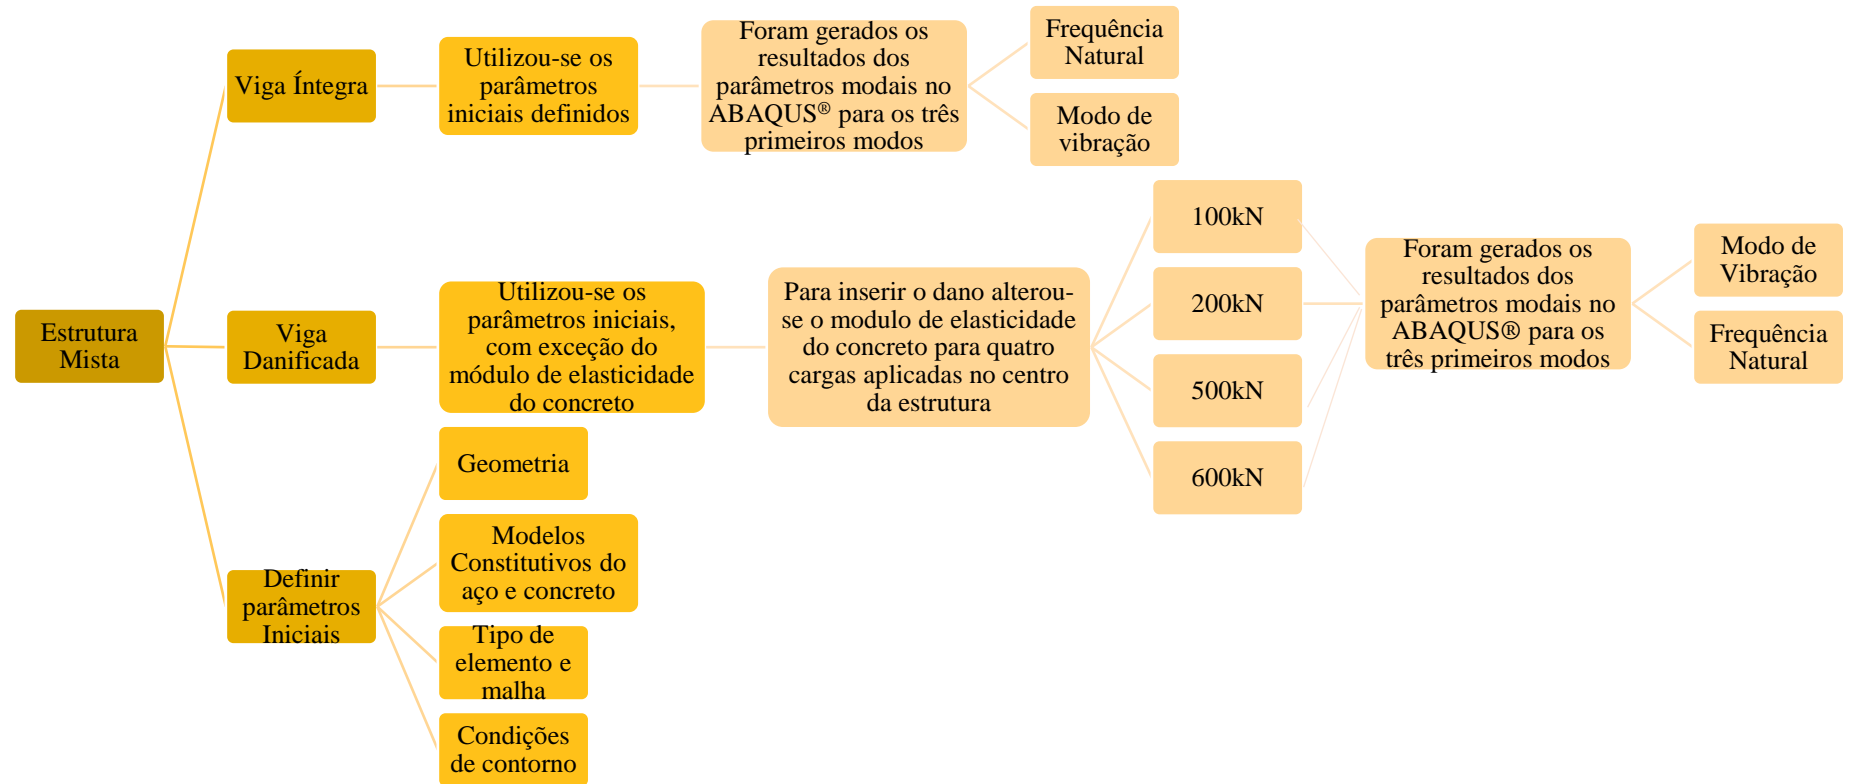 Estrutura
Mista
Viga Íntegra
Utilizou-se os
parâmetros
iniciais definidos
Foram gerados os
resultados dos
parâmetros modais no
ABAQUS® para os três
primeiros modos
Frequência
Natural
Modo de
vibração
Viga
Danificada
Utilizou-se os
parâmetros iniciais,
com exceção do
módulo de elasticidade
do concreto
Para inserir o dano alterou-
se o modulo de elasticidade
do concreto para quatro
cargas aplicadas no centro
da estrutura
100kN
200kN
500kN
600kN
Foram gerados os
resultados dos
parâmetros modais no
ABAQUS® para os
três primeiros modos
Modo de
Vibração
Frequência
Natural
Definir
parâmetros
Iniciais
Geometria
Modelos
Constitutivos do
aço e concreto
Tipo de
elemento e
malha
Condições
de contorno